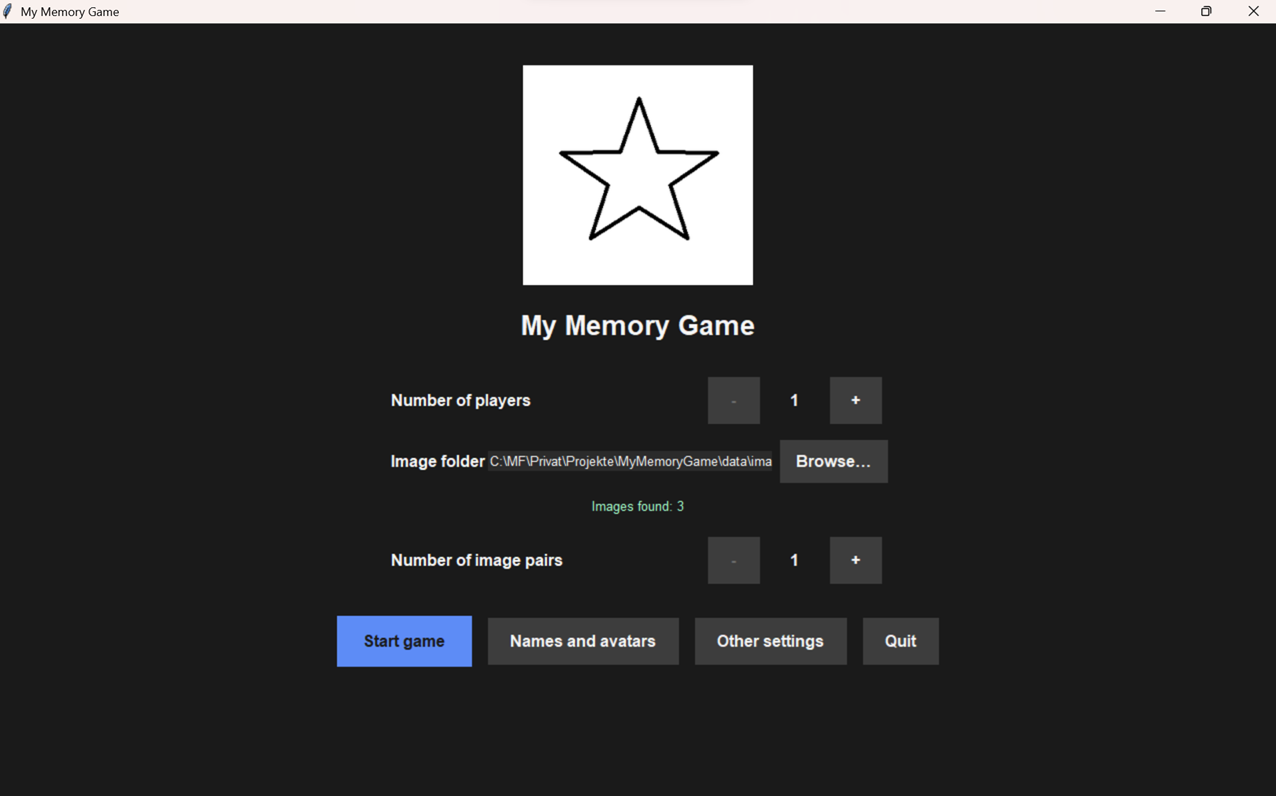 My Memory Game
My Memory Game
Number of players - 1 +
Image folder C:\MF\Privat\Projekte\MyMemoryGame\data\ima Browse...
Images found: 3
Number of image pairs - 1 +
Start game Names and avatars Other settings Quit